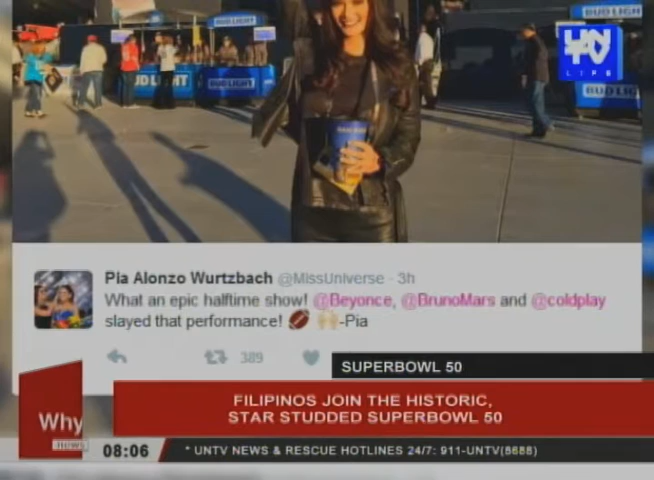 BUD LIGHT
UNTV
LIFE
BUD LIGHT
BUD LIGHT
Pia Alonzo Wurtzbach @MissUniverse · 3h
What an epic halftime show! @Beyonce, @BrunoMars and @coldplay
slayed that performance! 🏈 🙌-Pia
389
SUPERBOWL 50
FILIPINOS JOIN THE HISTORIC,
STAR STUDDED SUPERBOWL 50
Why
news
08:06
* UNTV NEWS & RESCUE HOTLINES 24/7: 911-UNTV(8688)